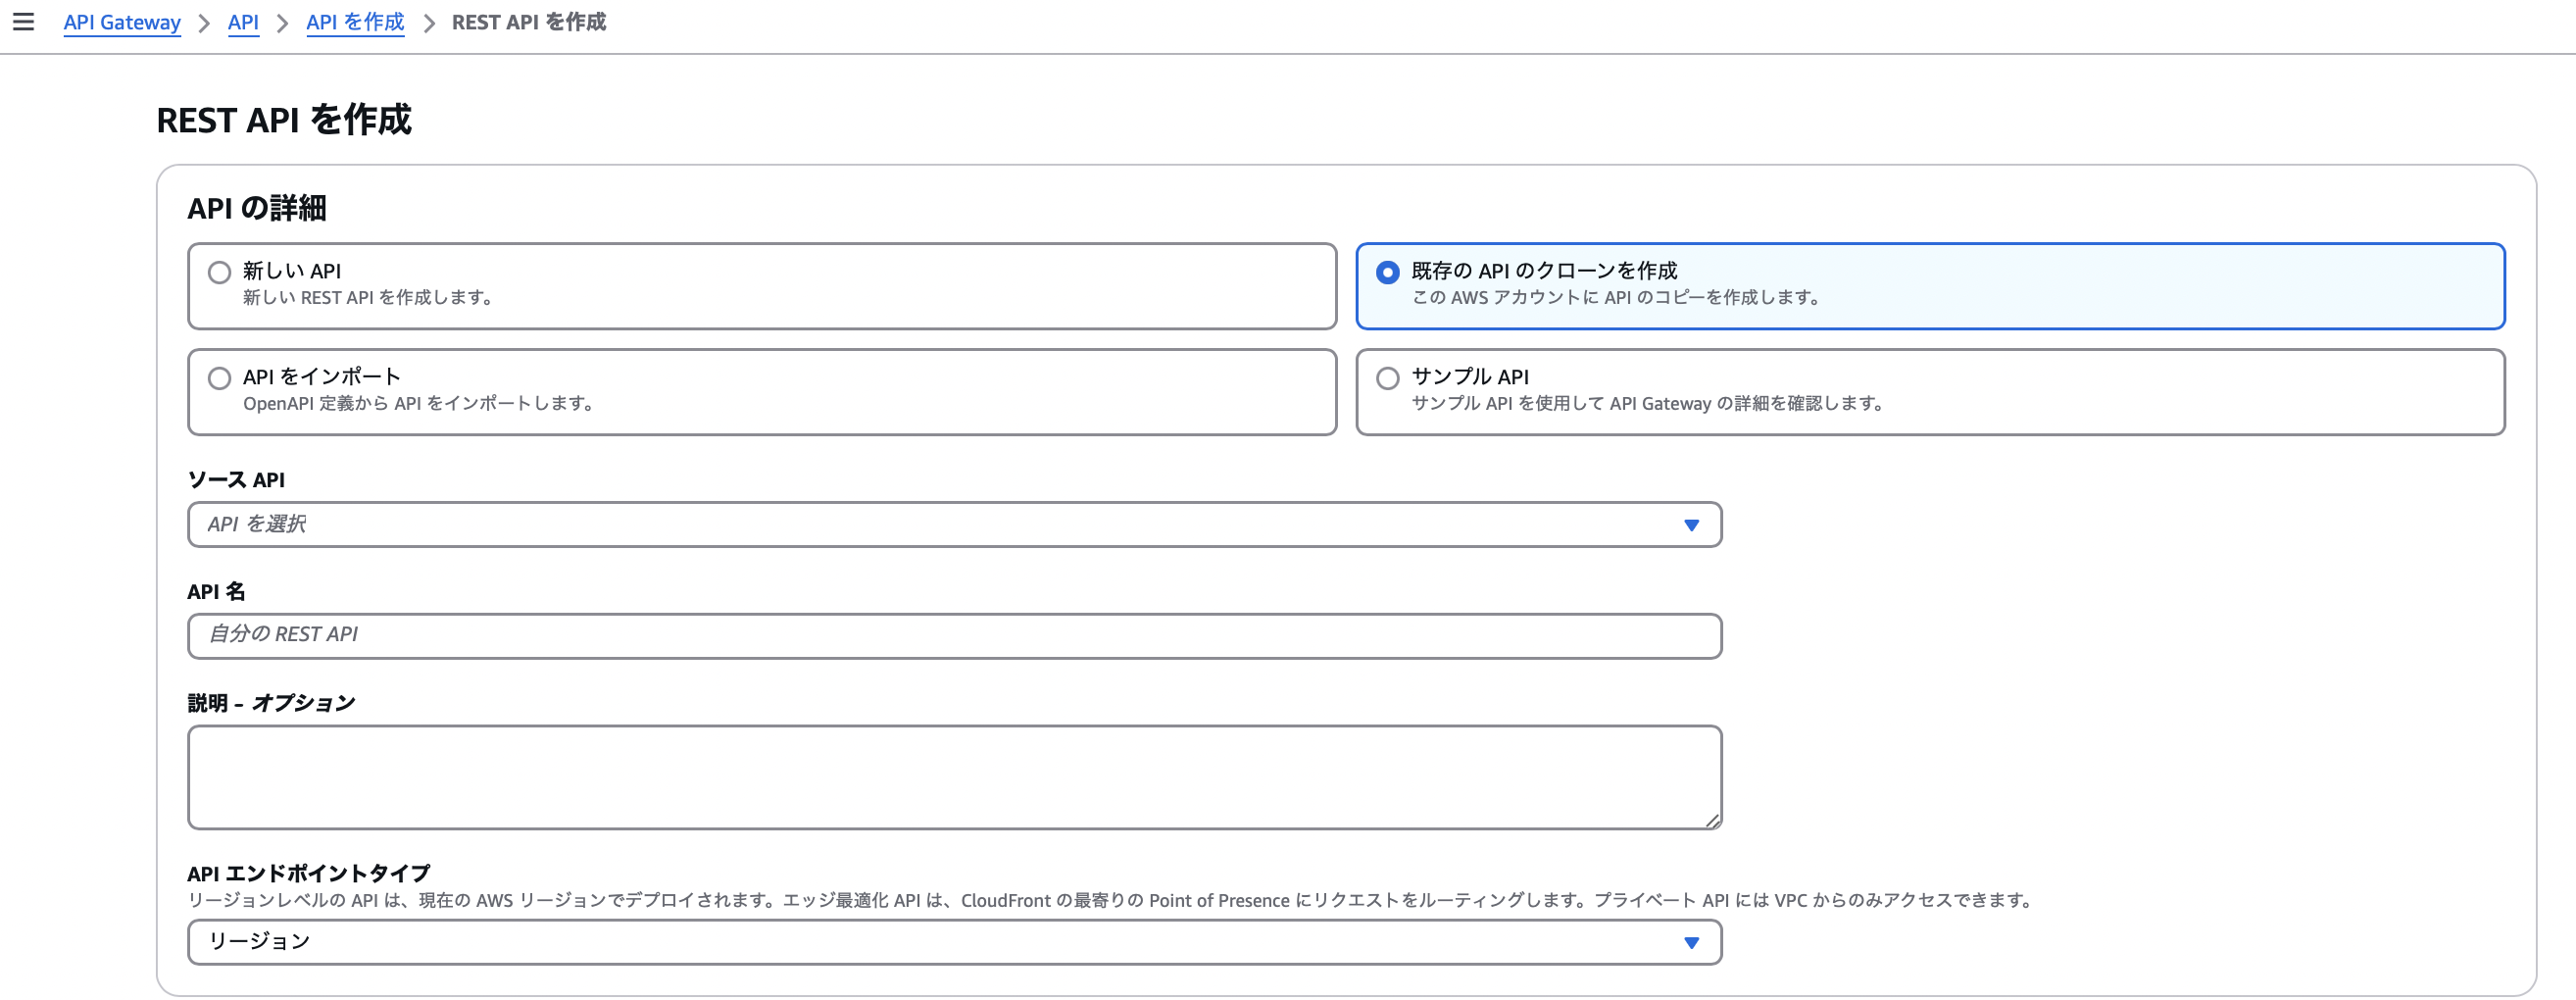 API Gateway > API > API を作成 > REST API を作成
REST API を作成
API の詳細
新しい API
新しい REST API を作成します。
既存の API のクローンを作成
この AWS アカウントに API のコピーを作成します。
API をインポート
OpenAPI 定義から API をインポートします。
サンプル API
サンプル API を使用して API Gateway の詳細を確認します。
ソース API
API を選択
API 名
自分の REST API
説明 – オプション
API エンドポイントタイプ
リージョンレベルの API は、現在の AWS リージョンでデプロイされます。エッジ最適化 API は、CloudFront の最寄りの Point of Presence にリクエストをルーティングします。プライベート API には VPC からのみアクセスできます。
リージョン